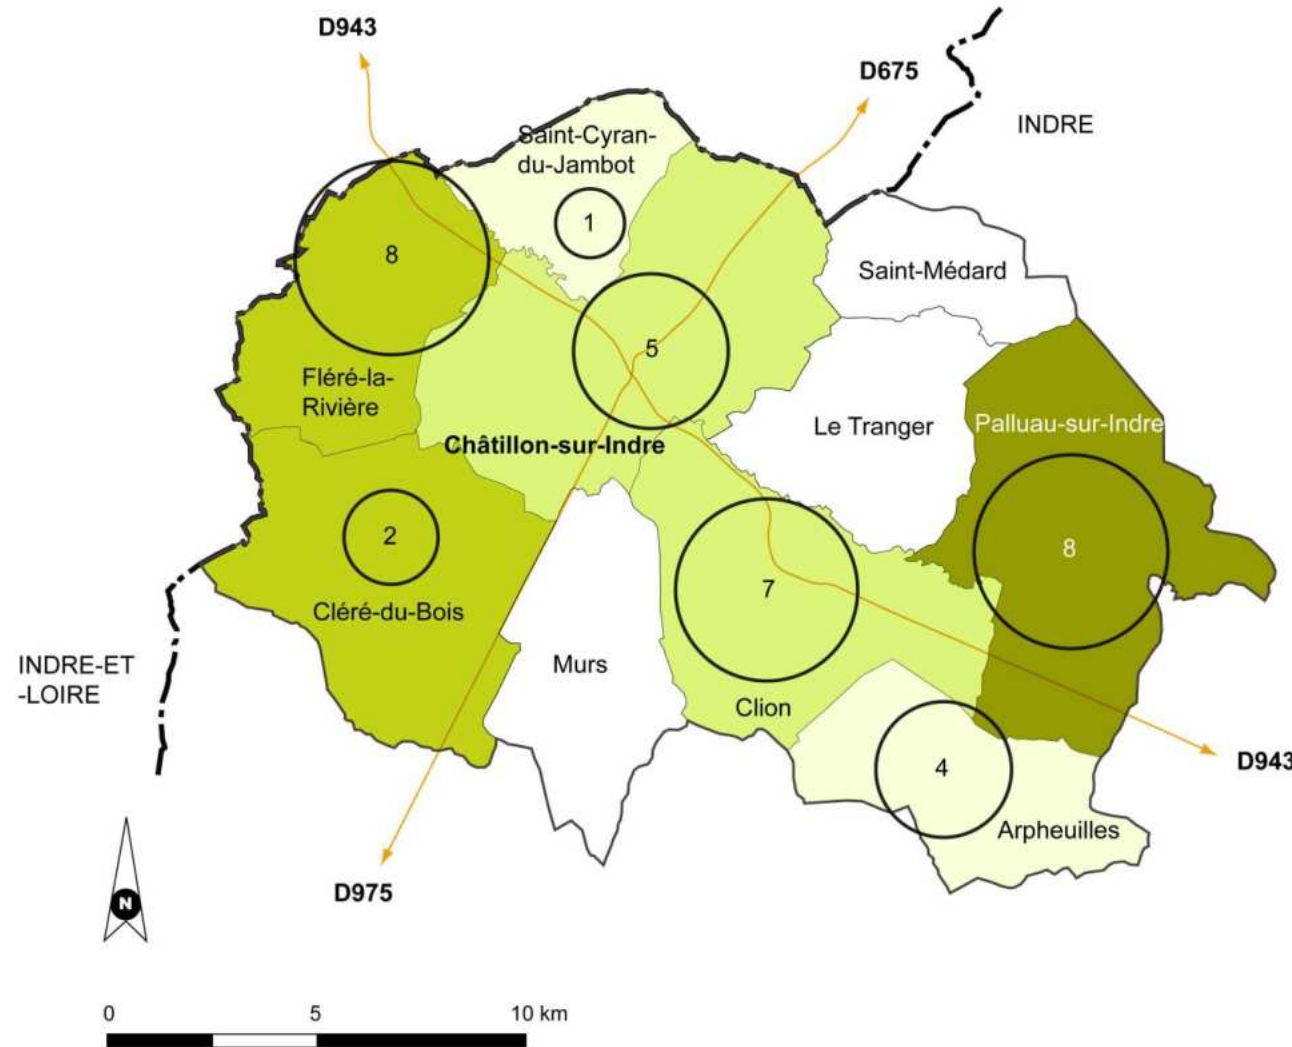 D943
D675
INDRE
Saint-Cyran-
du-Jambot
1
8
Saint-Médard
5
Fléré-la-
Rivière
Le Tranger
Palluau-sur-Indre
Châtillon-sur-Indre
2
8
7
Cléré-du-Bois
INDRE-ET
-LOIRE
Murs
Clion
4
D943
Arpheuilles
D975
N
0 5 10 km